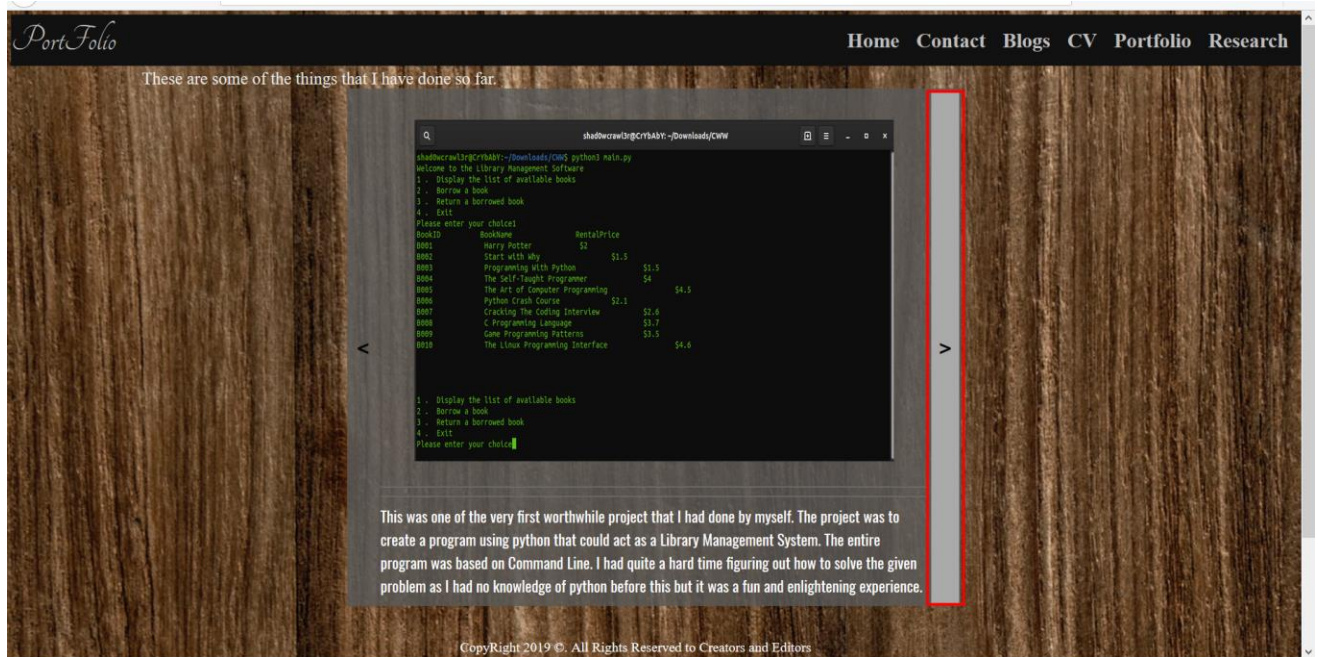 PortFolio
Home Contact Blogs CV Portfolio Research
These are some of the things that I have done so far.
shad0wcrawl3r@CrYbAbY: ~/Downloads/CWW
shad0wcrawl3r@CrYbAbY:~/Downloads/CWW$ python3 main.py
Welcome to the Library Management Software
1 . Display the list of available books
2 . Borrow a book
3 . Return a borrowed book
4 . Exit
Please enter your choice1
BookID BookName RentalPrice
B001 Harry Potter $2
B002 Start with Why $1.5
B003 Programming With Python $1.5
B004 The Self-Taught Programmer $4
B005 The Art of Computer Programming $4.5
B006 Python Crash Course $2.1
B007 Cracking The Coding Interview $2.6
B008 C Programming Language $3.7
B009 Game Programming Patterns $3.5
B010 The Linux Programming Interface $4.6
< >
1 . Display the list of available books
2 . Borrow a book
3 . Return a borrowed book
4 . Exit
Please enter your choice
This was one of the very first worthwhile project that I had done by myself. The project was to
create a program using python that could act as a Library Management System. The entire
program was based on Command Line. I had quite a hard time figuring out how to solve the given
problem as I had no knowledge of python before this but it was a fun and enlightening experience.
CopyRight 2019 ©. All Rights Reserved to Creators and Editors